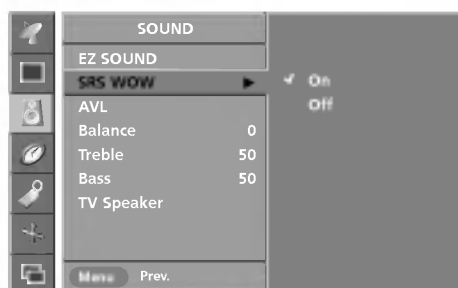 SOUND
EZ SOUND
SRS WOW
AVL
Balance 0
Treble 50
Bass 50
TV Speaker
On
Off
Menu Prev.